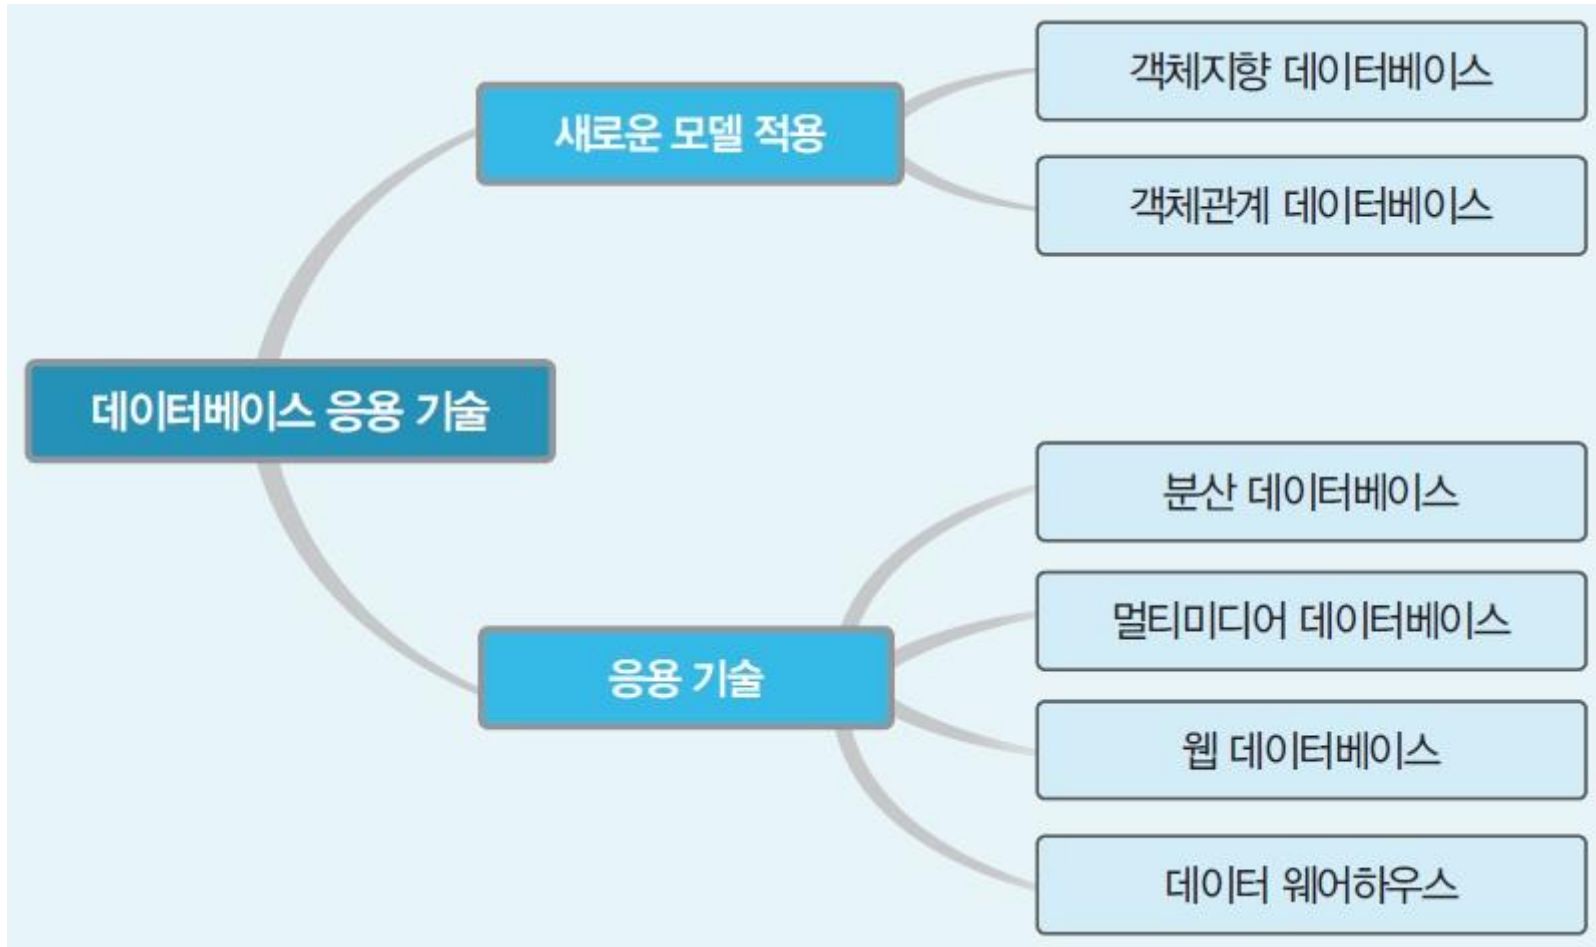 새로운 모델 적용
객체지향 데이터베이스
객체관계 데이터베이스
데이터베이스 응용 기술
응용 기술
분산 데이터베이스
멀티미디어 데이터베이스
웹 데이터베이스
데이터 웨어하우스